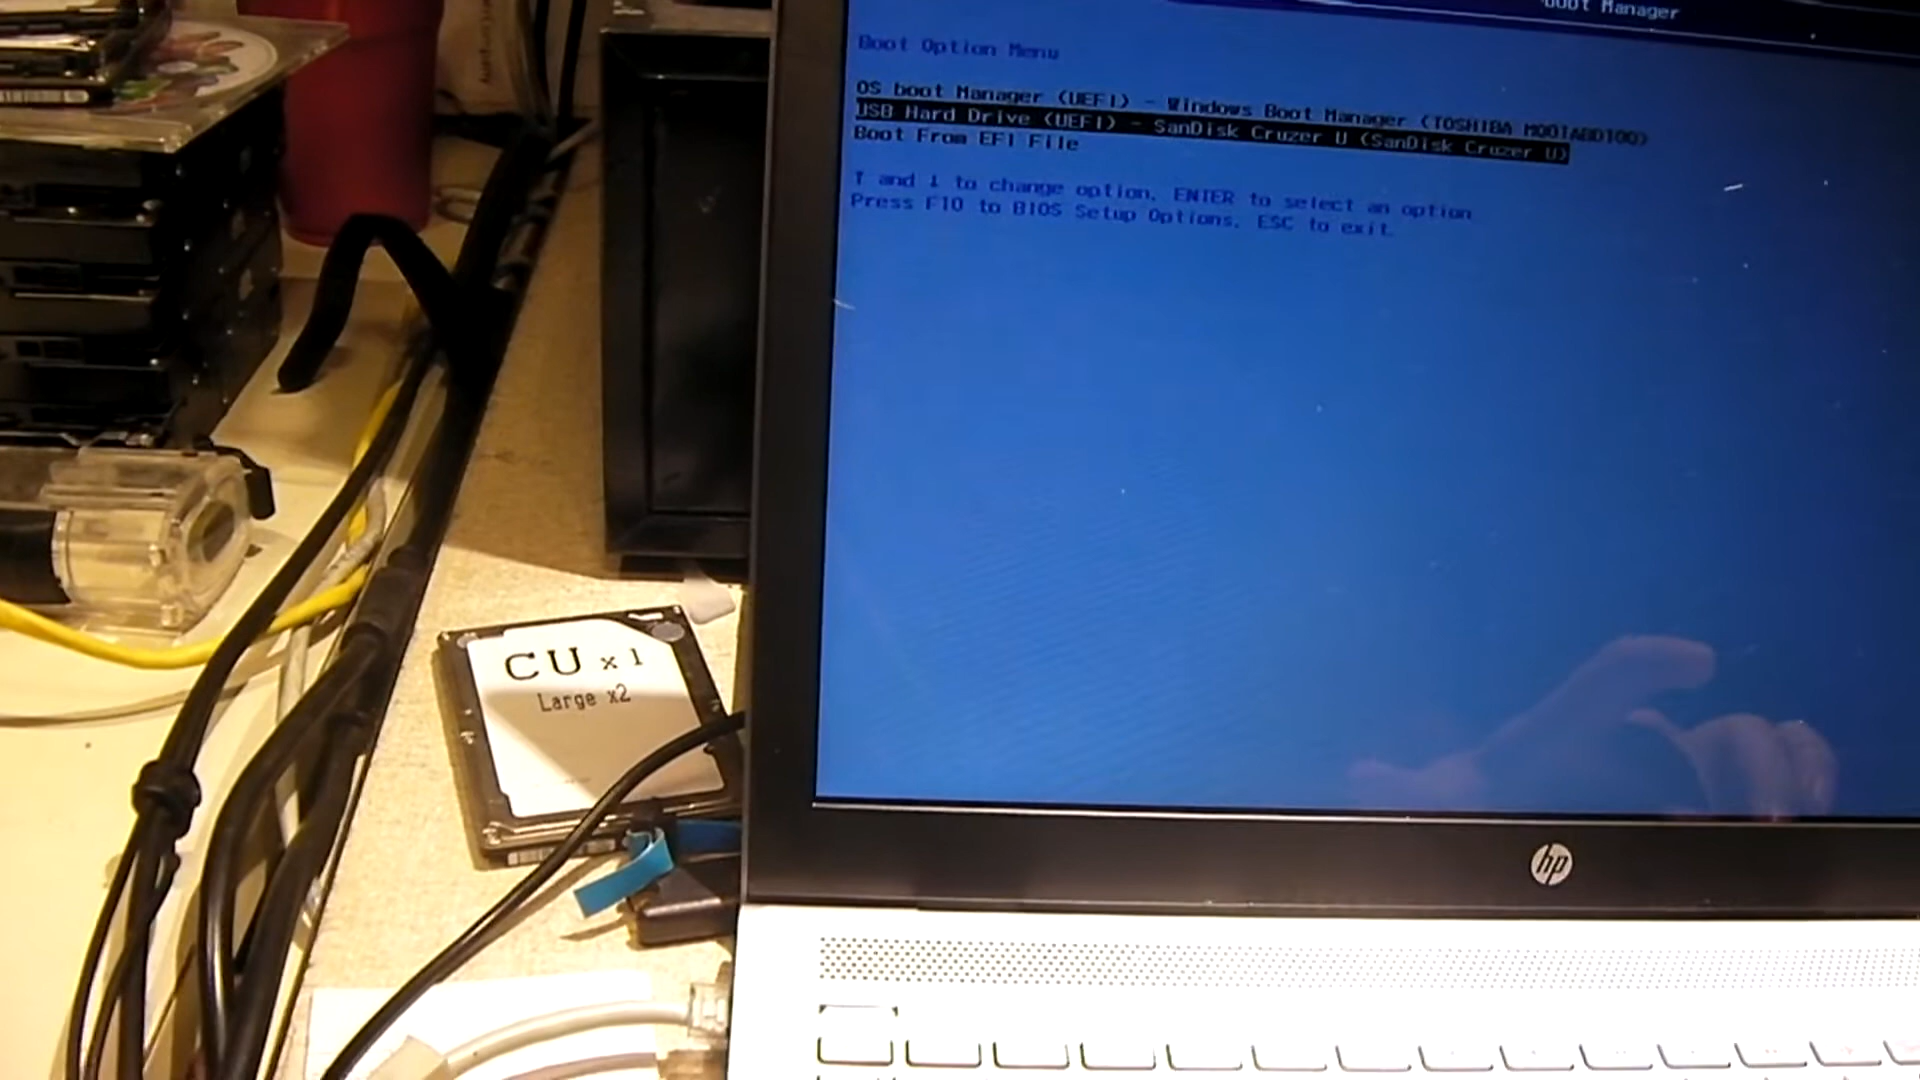 Boot Manager
Boot Option Menu
OS boot Manager (UEFI) - Windows Boot Manager (TOSHIBA MQ01ABD100)
USB Hard Drive (UEFI) - SanDisk Cruzer U (SanDisk Cruzer U)
Boot From EFI File
↑ and ↓ to change option, ENTER to select an option
Press F10 to BIOS Setup Options, ESC to exit
CU x 1
Large x2
hp